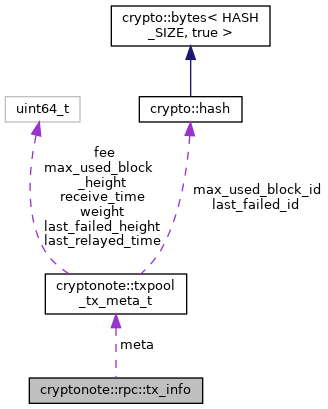 crypto::bytes< HASH
_SIZE, true >
uint64_t
crypto::hash
fee
max_used_block
_height
receive_time
weight
last_failed_height
last_relayed_time
max_used_block_id
last_failed_id
cryptonote::txpool
_tx_meta_t
meta
cryptonote::rpc::tx_info